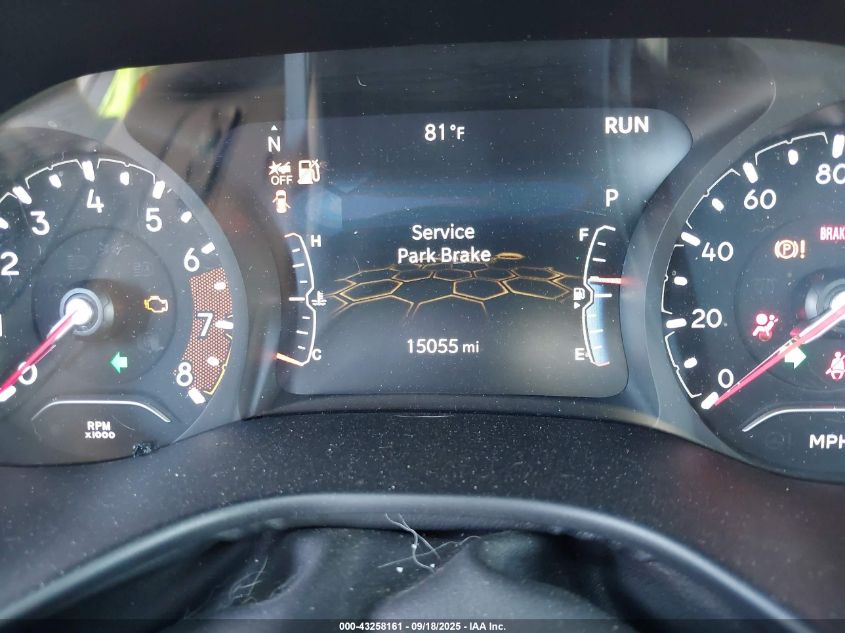 81°F
RUN
N
OFF
P
Service
Park Brake
H
C
F
E
15055 mi
2
3
4
5
6
7
8
0
RPM
x1000
0
20
40
60
80
BRAKE
(P)!
MPH
000-43258161 - 09/18/2025 - IAA Inc.